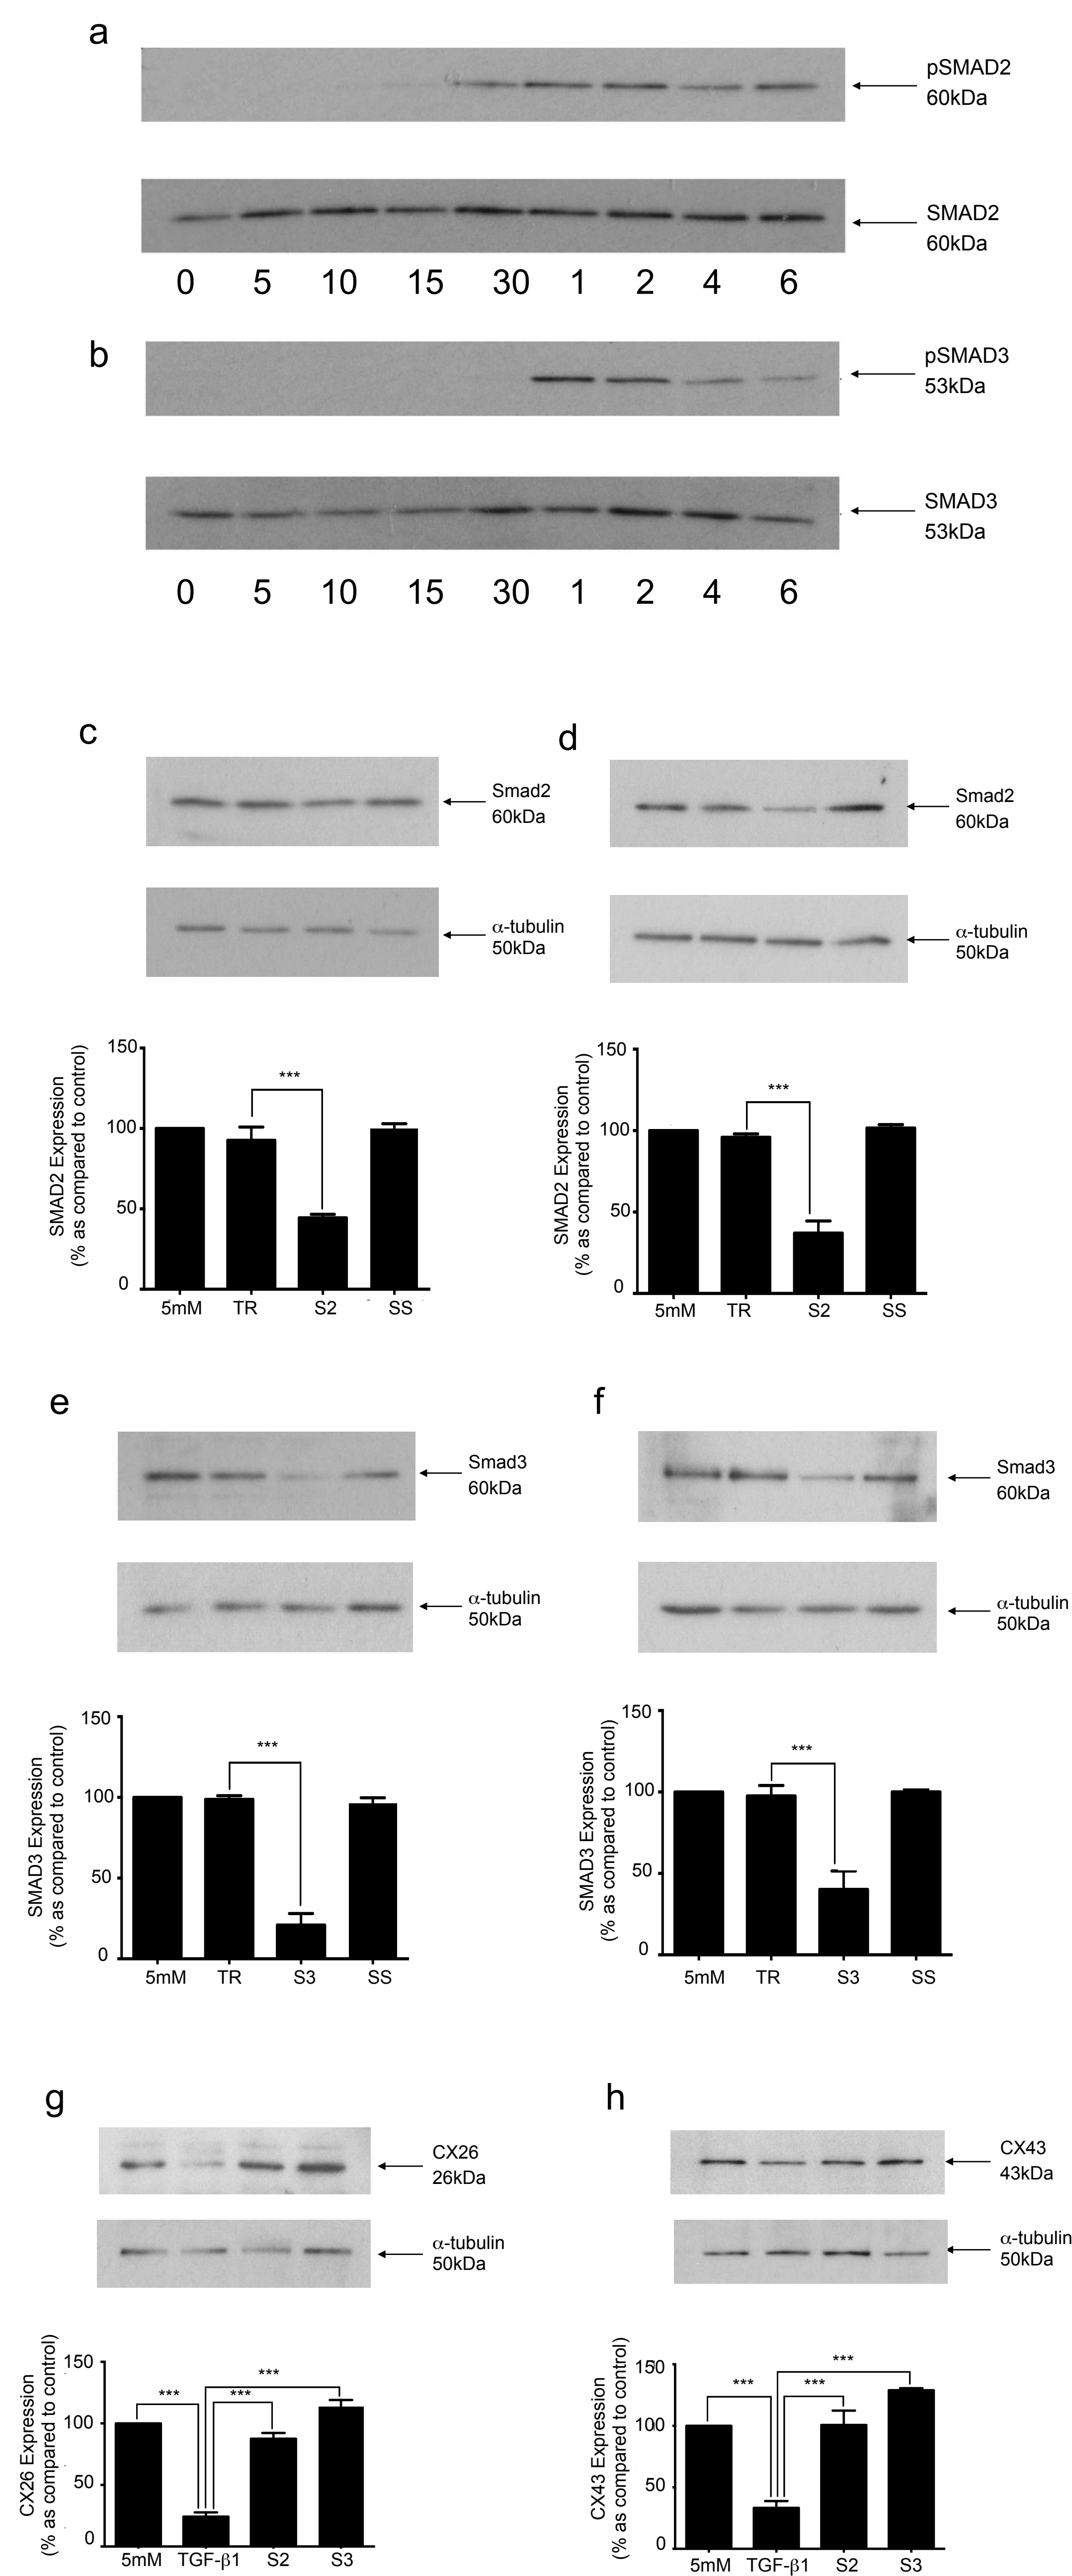 a
pSMAD2
60kDa
SMAD2
60kDa
0 5 10 15 30 1 2 4 6
b
pSMAD3
53kDa
SMAD3
53kDa
0 5 10 15 30 1 2 4 6
c
Smad2
60kDa
α-tubulin
50kDa
SMAD2 Expression
(% as compared to control)
150
100
50
0
***
5mM TR S2 SS
d
Smad2
60kDa
α-tubulin
50kDa
SMAD2 Expression
(% as compared to control)
150
100
50
0
***
5mM TR S2 SS
e
Smad3
60kDa
α-tubulin
50kDa
SMAD3 Expression
(% as compared to control)
150
100
50
0
***
5mM TR S3 SS
f
Smad3
60kDa
α-tubulin
50kDa
SMAD3 Expression
(% as compared to control)
150
100
50
0
***
5mM TR S3 SS
g
CX26
26kDa
α-tubulin
50kDa
CX26 Expression
(% as compared to control)
150
100
50
0
***
***
***
5mM TGF-β1 S2 S3
h
CX43
43kDa
α-tubulin
50kDa
CX43 Expression
(% as compared to control)
150
100
50
0
***
***
***
5mM TGF-β1 S2 S3